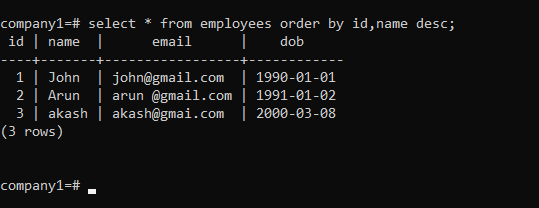 company1=# select * from employees order by id,name desc;
 id | name  |      email      |    dob
----+-------+-----------------+------------
  1 | John  | john@gmail.com  | 1990-01-01
  2 | Arun  | arun @gmail.com | 1991-01-02
  3 | akash | akash@gmai.com  | 2000-03-08
(3 rows)
company1=#